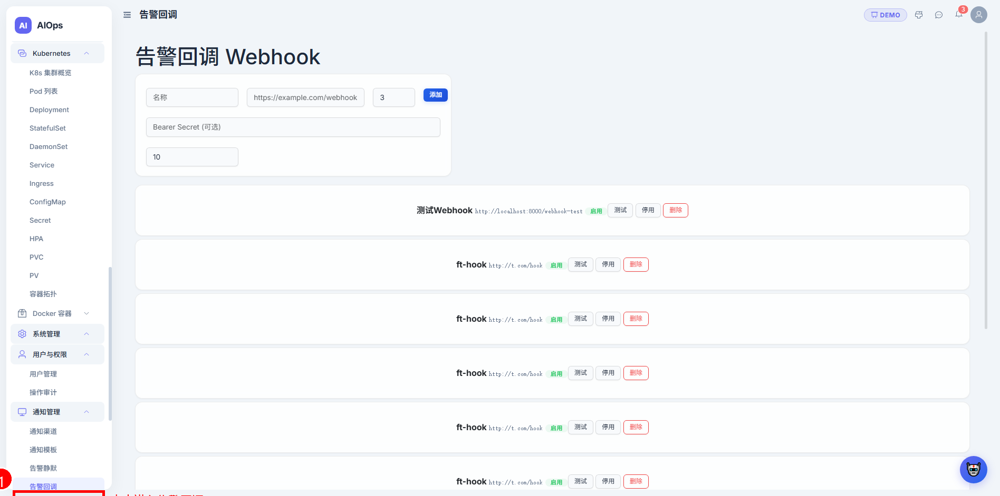 AI AIOps
Kubernetes
K8s 集群概览
Pod 列表
Deployment
StatefulSet
DaemonSet
Service
Ingress
ConfigMap
Secret
HPA
PVC
PV
容器拓扑
Docker 容器
系统管理
用户与权限
用户管理
操作审计
通知管理
通知渠道
通知模板
告警静默
告警回调
1
告警回调
DEMO
3
告警回调 Webhook
名称 https://example.com/webhook 3 添加
Bearer Secret (可选)
10
测试Webhook http://localhost:8000/webhook-test 启用 测试 停用 删除
ft-hook http://t.com/hook 启用 测试 停用 删除
ft-hook http://t.com/hook 启用 测试 停用 删除
ft-hook http://t.com/hook 启用 测试 停用 删除
ft-hook http://t.com/hook 启用 测试 停用 删除
ft-hook http://t.com/hook 启用 测试 停用 删除